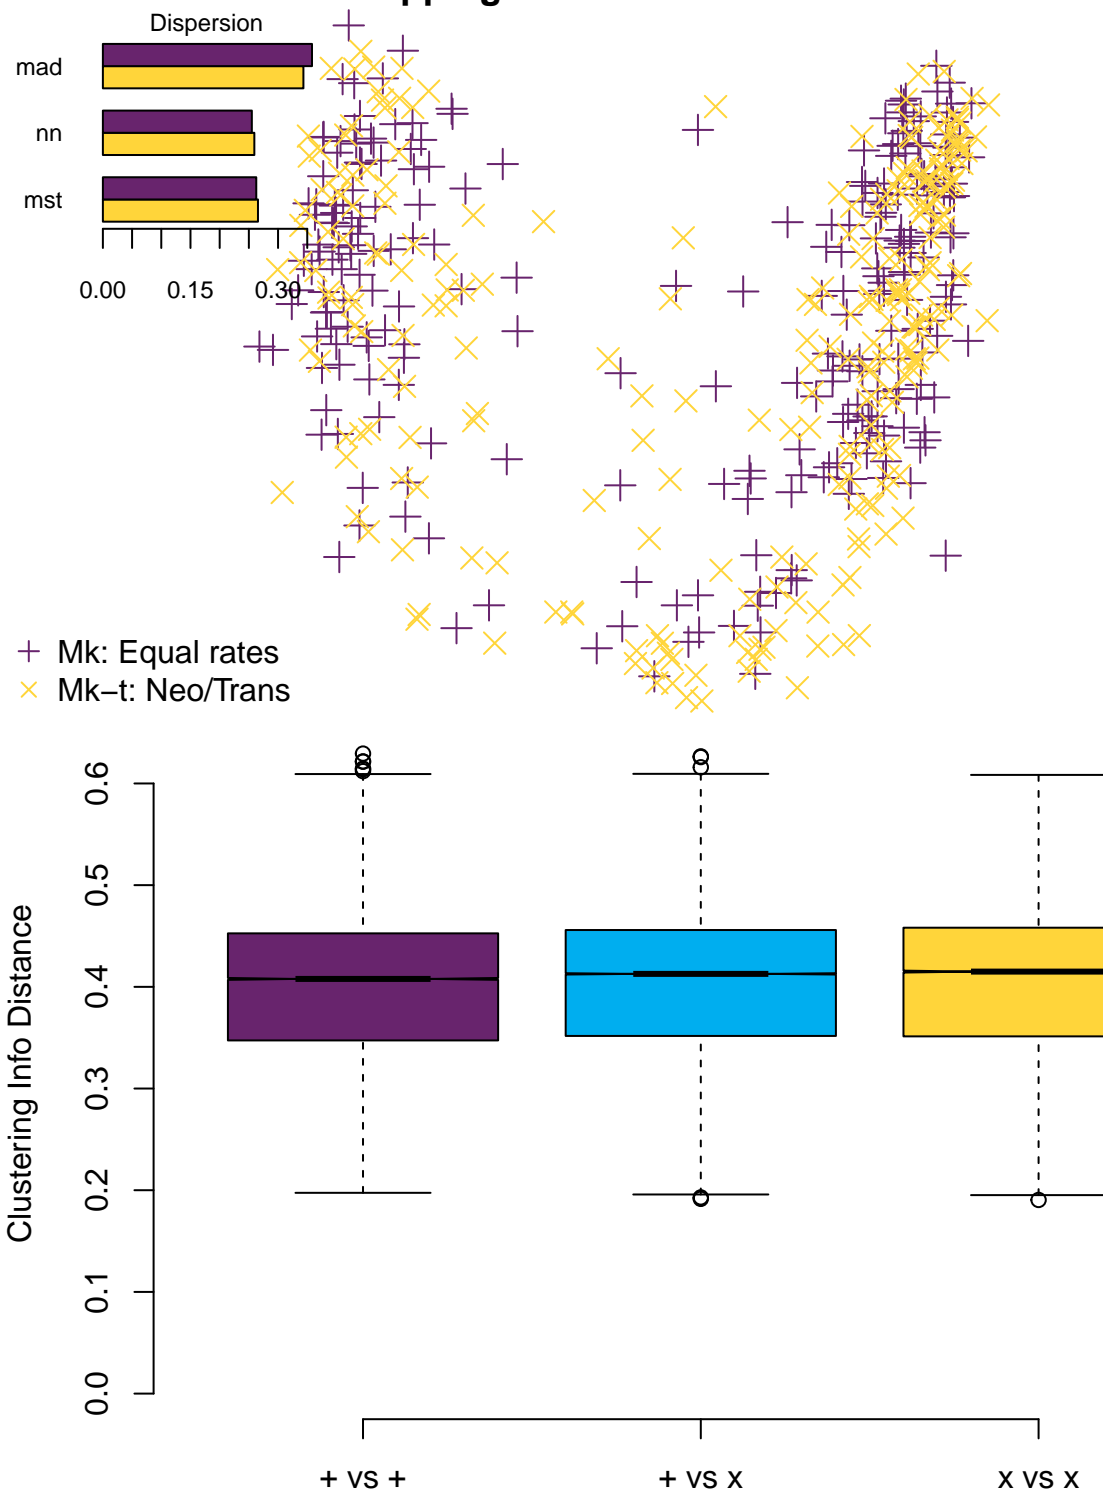 pping
Dispersion
mad
nn
mst
0.00 0.15 0.30
Mk: Equal rates
Mk−t: Neo/Trans
Clustering Info Distance
0.6
0.5
0.4
0.3
0.2
0.1
0.0
+ vs + + vs x x vs x